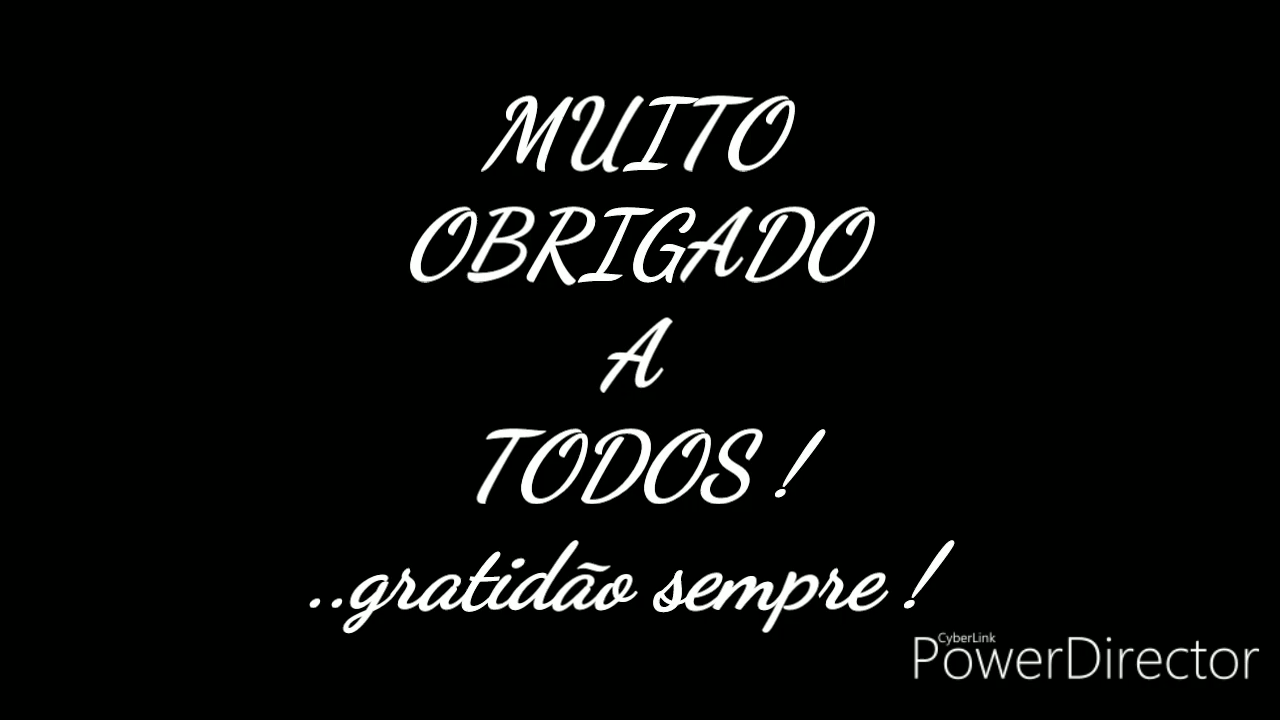 MUITO
OBRIGADO
A
TODOS !
..gratidão sempre !
CyberLink
PowerDirector